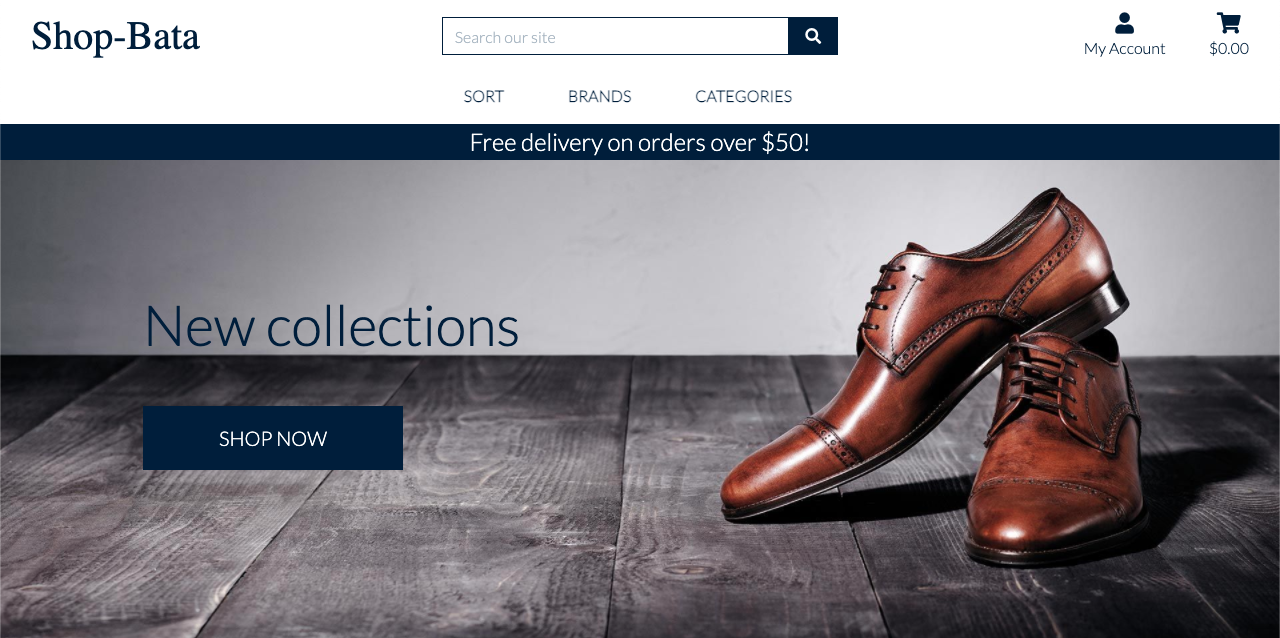 Shop-Bata
Search our site
My Account
$0.00
SORT
BRANDS
CATEGORIES
Free delivery on orders over $50!
New collections
SHOP NOW